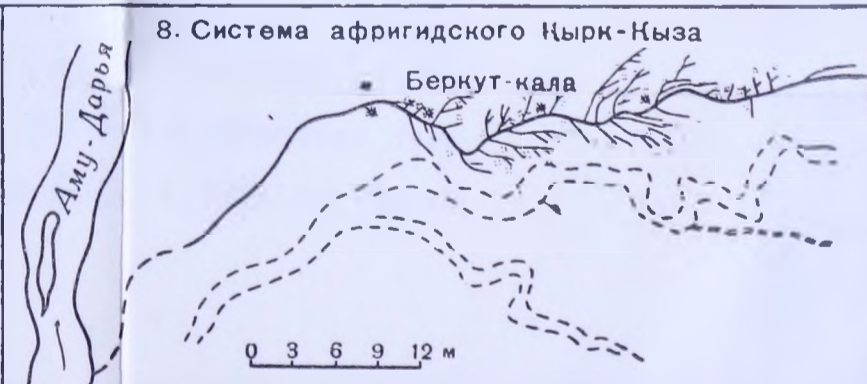 8. Система афригидского Кырк-Кыза
Беркут-кала
Аму-Дарья
0 3 6 9 12 м